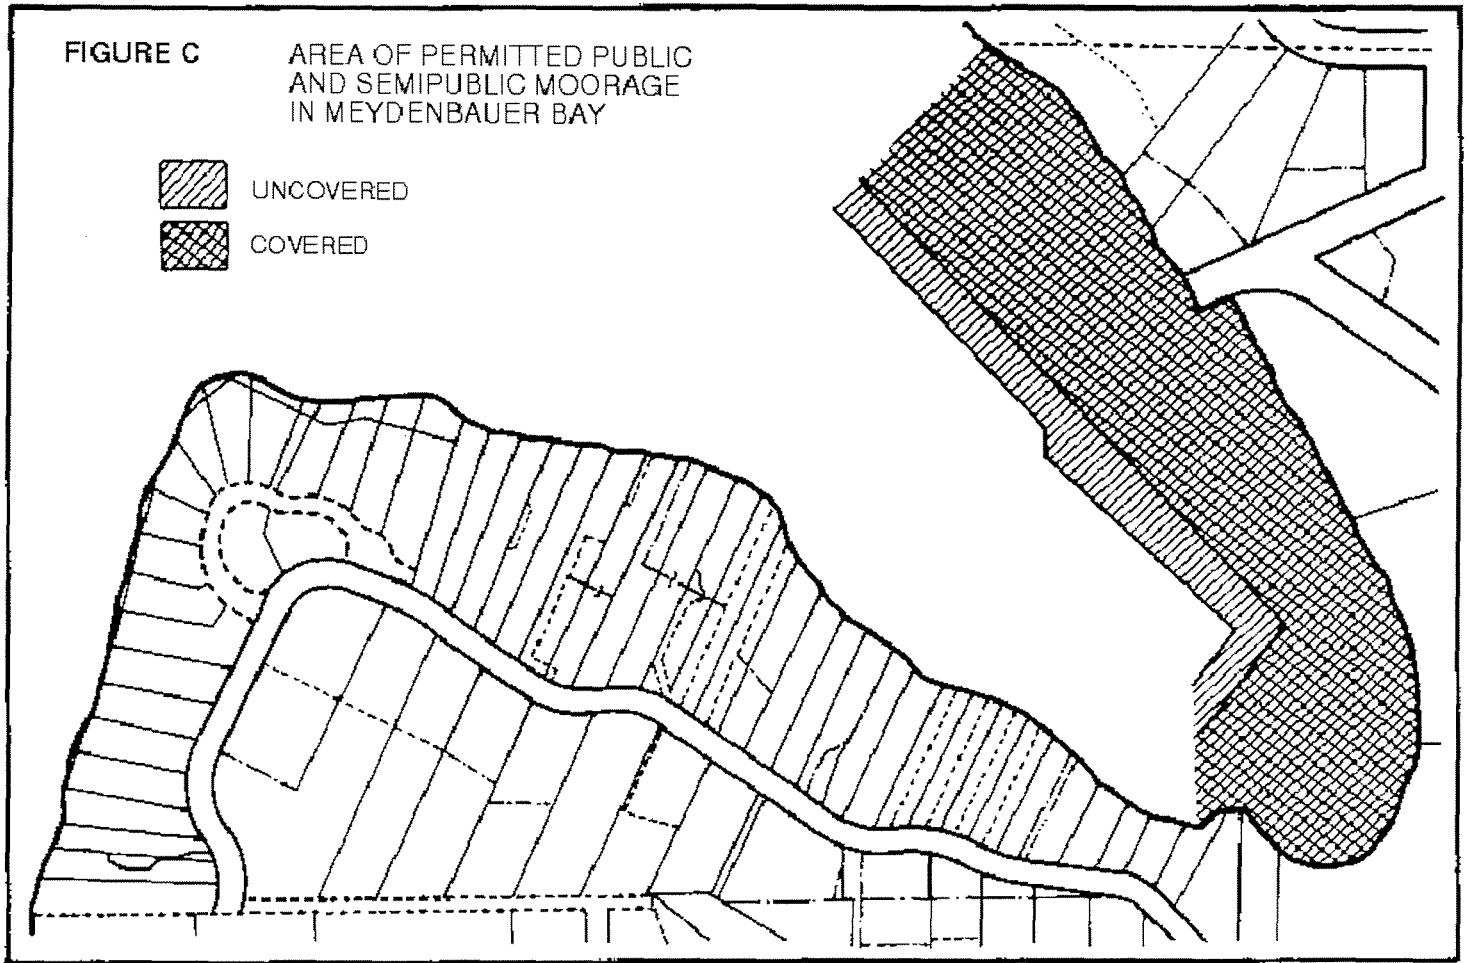 FIGURE C
AREA OF PERMITTED PUBLIC
AND SEMIPUBLIC MOORAGE
IN MEYDENBAUER BAY
UNCOVERED
COVERED